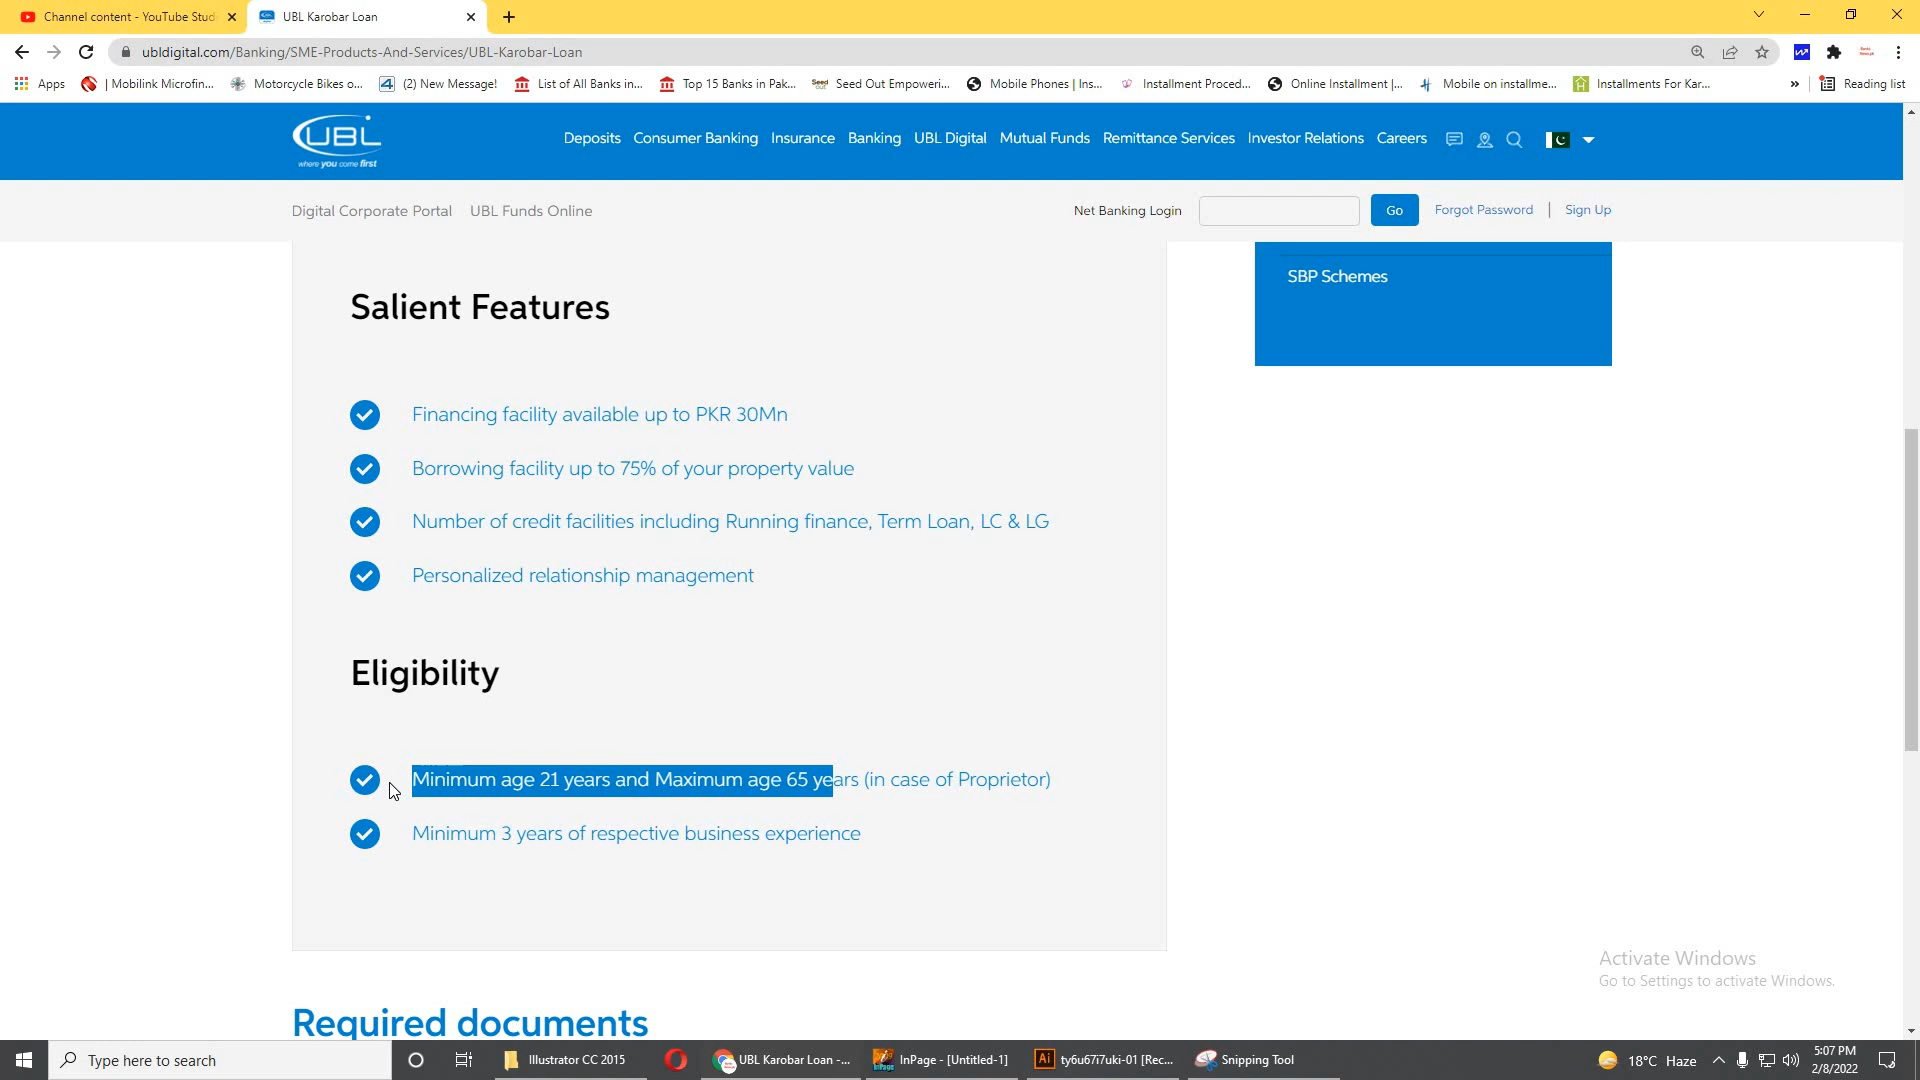 Channel content - YouTube Stud
UBL Karobar Loan
ubldigital.com/Banking/SME-Products-And-Services/UBL-Karobar-Loan
Apps
| Mobilink Microfin...
Motorcycle Bikes o...
(2) New Message!
List of All Banks in...
Top 15 Banks in Pak...
Seed Out Empoweri...
Mobile Phones | Ins...
Installment Proced...
Online Installment |...
Mobile on installme...
Installments For Kar...
»
Reading list
UBL
where you come first
Deposits
Consumer Banking
Insurance
Banking
UBL Digital
Mutual Funds
Remittance Services
Investor Relations
Careers
Digital Corporate Portal
UBL Funds Online
Net Banking Login
Go
Forgot Password
|
Sign Up
SBP Schemes
Salient Features
Financing facility available up to PKR 30Mn
Borrowing facility up to 75% of your property value
Number of credit facilities including Running finance, Term Loan, LC & LG
Personalized relationship management
Eligibility
Minimum age 21 years and Maximum age 65 years (in case of Proprietor)
Minimum 3 years of respective business experience
Activate Windows
Go to Settings to activate Windows.
Required documents
Type here to search
Illustrator CC 2015
UBL Karobar Loan -...
InPage - [Untitled-1]
Ai
ty6u67i7uki-01 [Rec...
Snipping Tool
18°C Haze
5:07 PM
2/8/2022